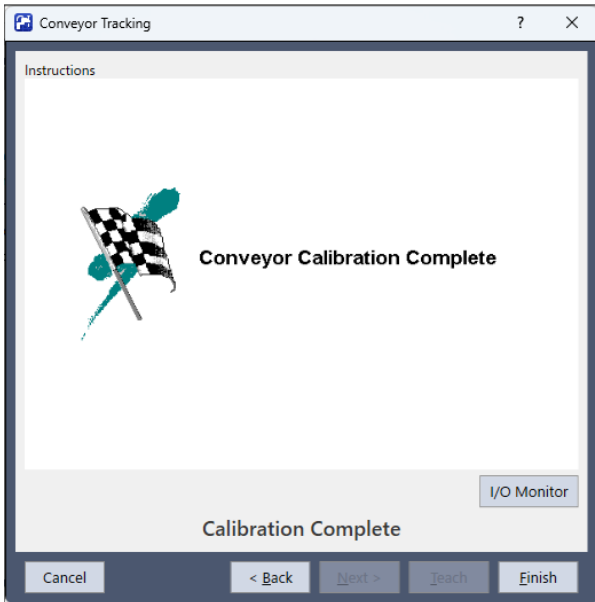 Conveyor Tracking
?
Instructions
Conveyor Calibration Complete
I/O Monitor
Calibration Complete
Cancel
< Back
Next >
Teach
Finish